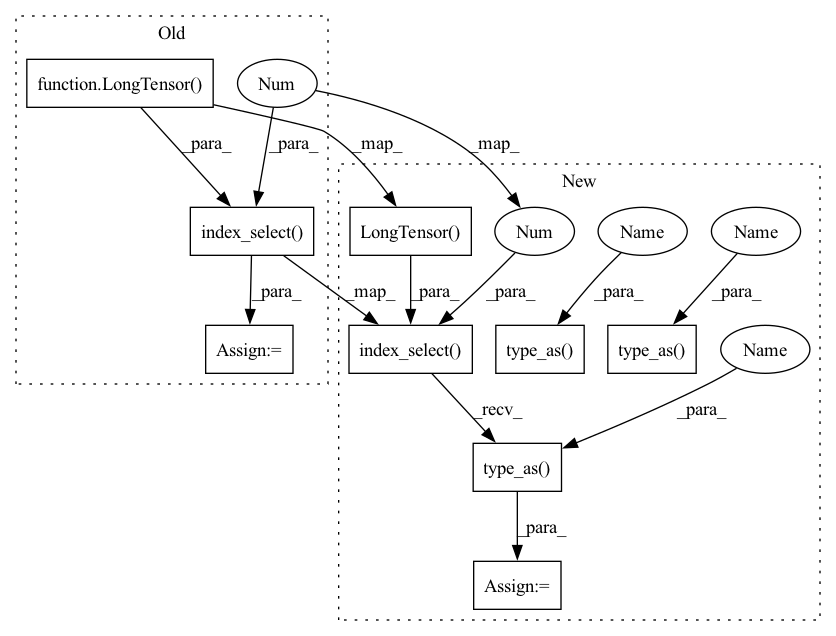 Old
function.LongTensor()
Num
_para_
_para_
_map_
_map_
New
index_select()
LongTensor()
Num
Name
Name
_para_
_map_
_para_
_para_
_para_
_para_
Assign:=
index_select()
type_as()
type_as()
Name
_recv_
_para_
type_as()
_para_
Assign:=